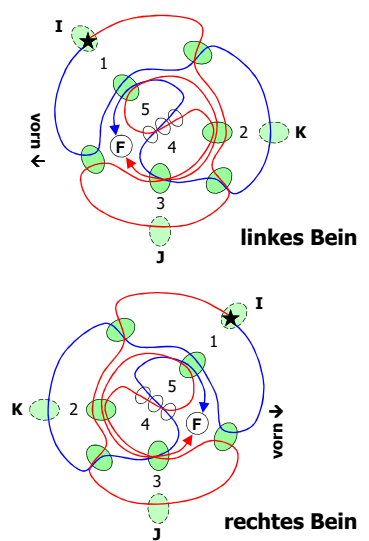 I
1
5
vorn →
F
4
2
K
3
linkes Bein
J
I
1
5
K
2
4
F
vorn →
3
J
rechtes Bein